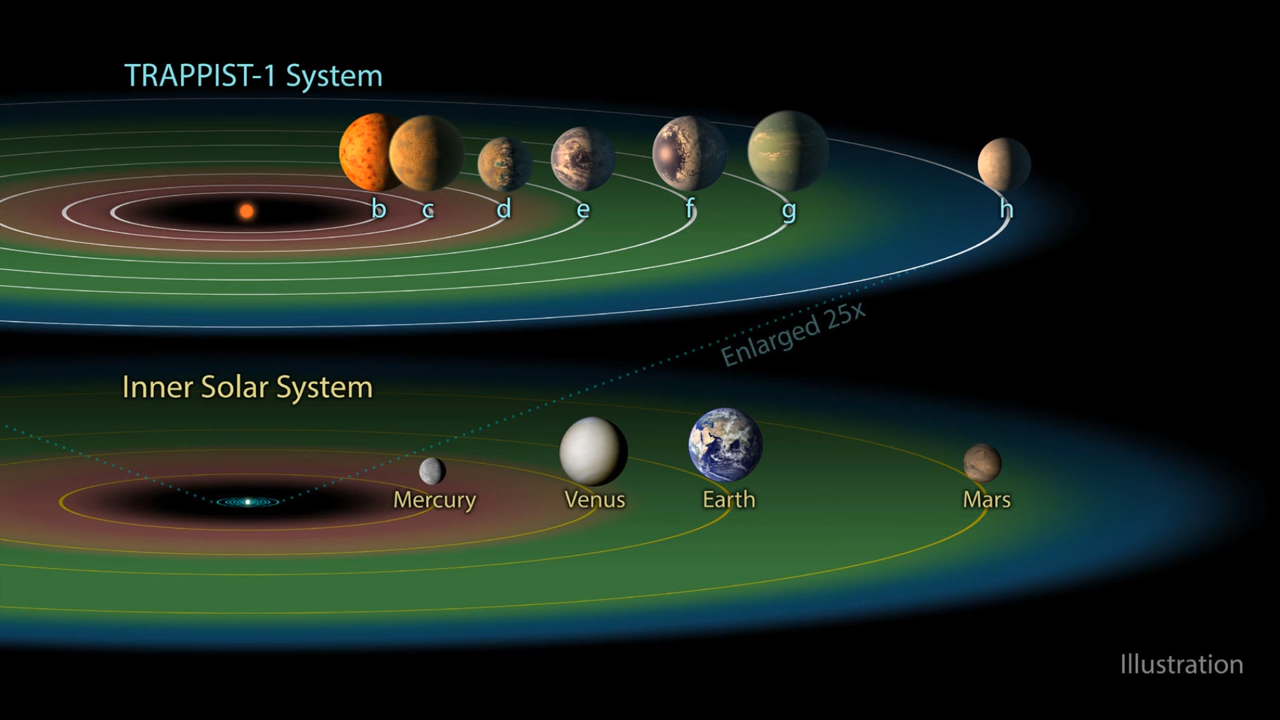 TRAPPIST-1 System
b c d e f g h
Enlarged 25x
Inner Solar System
Mercury Venus Earth Mars
Illustration